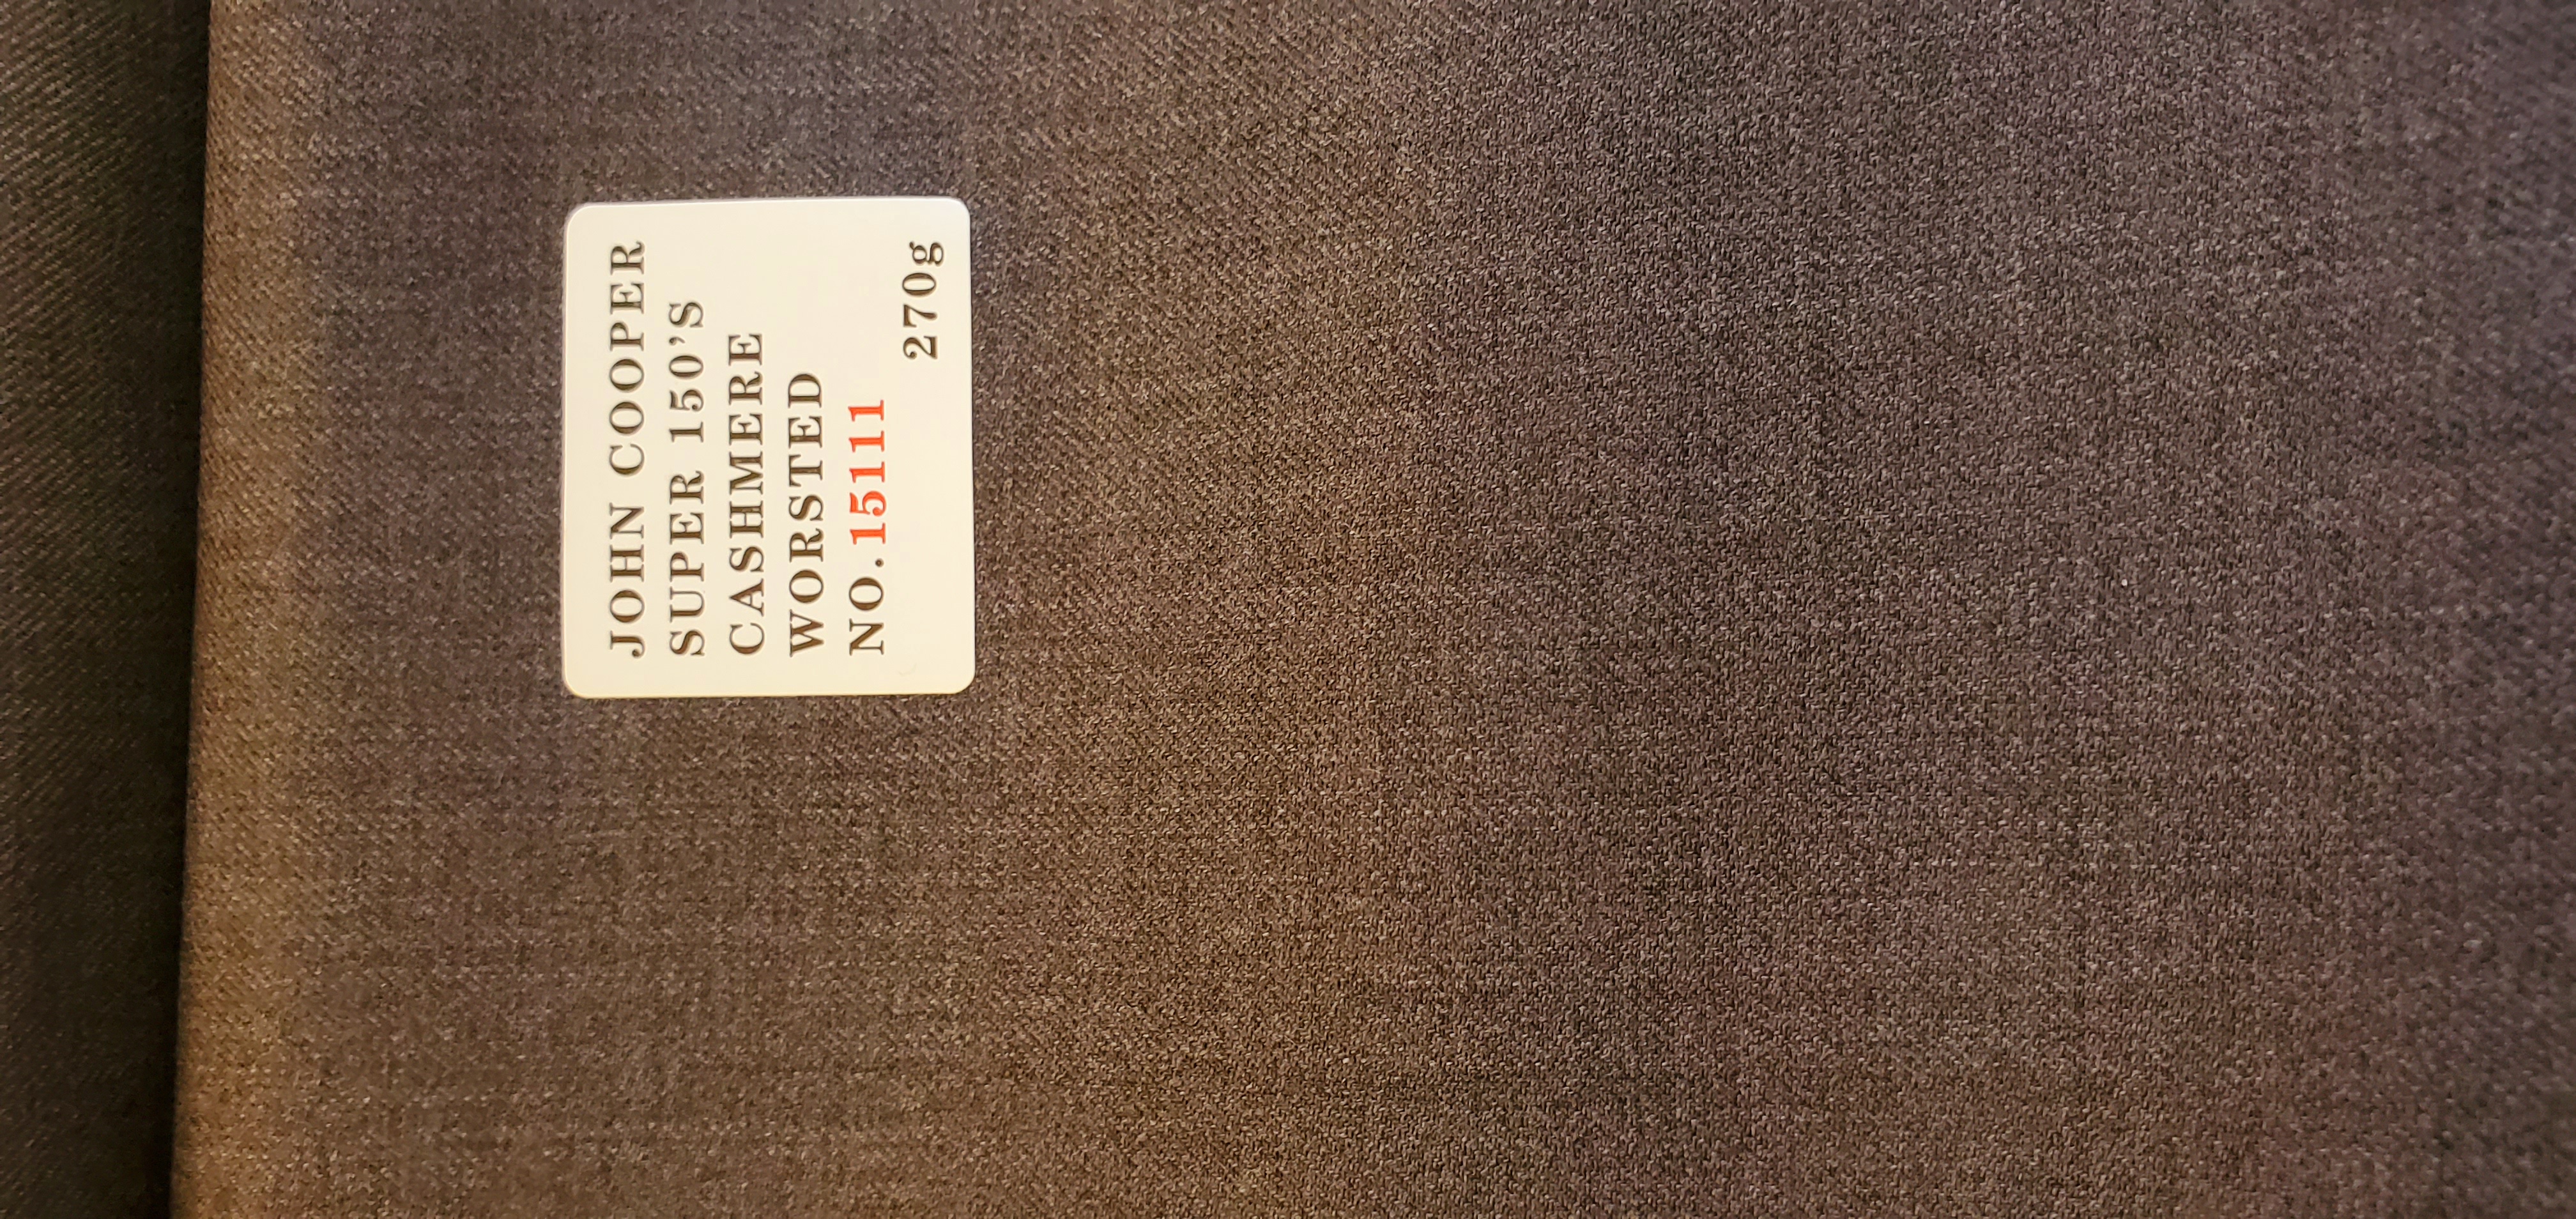 JOHN COOPER
SUPER 150'S
CASHMERE
WORSTED
NO.15111
270g